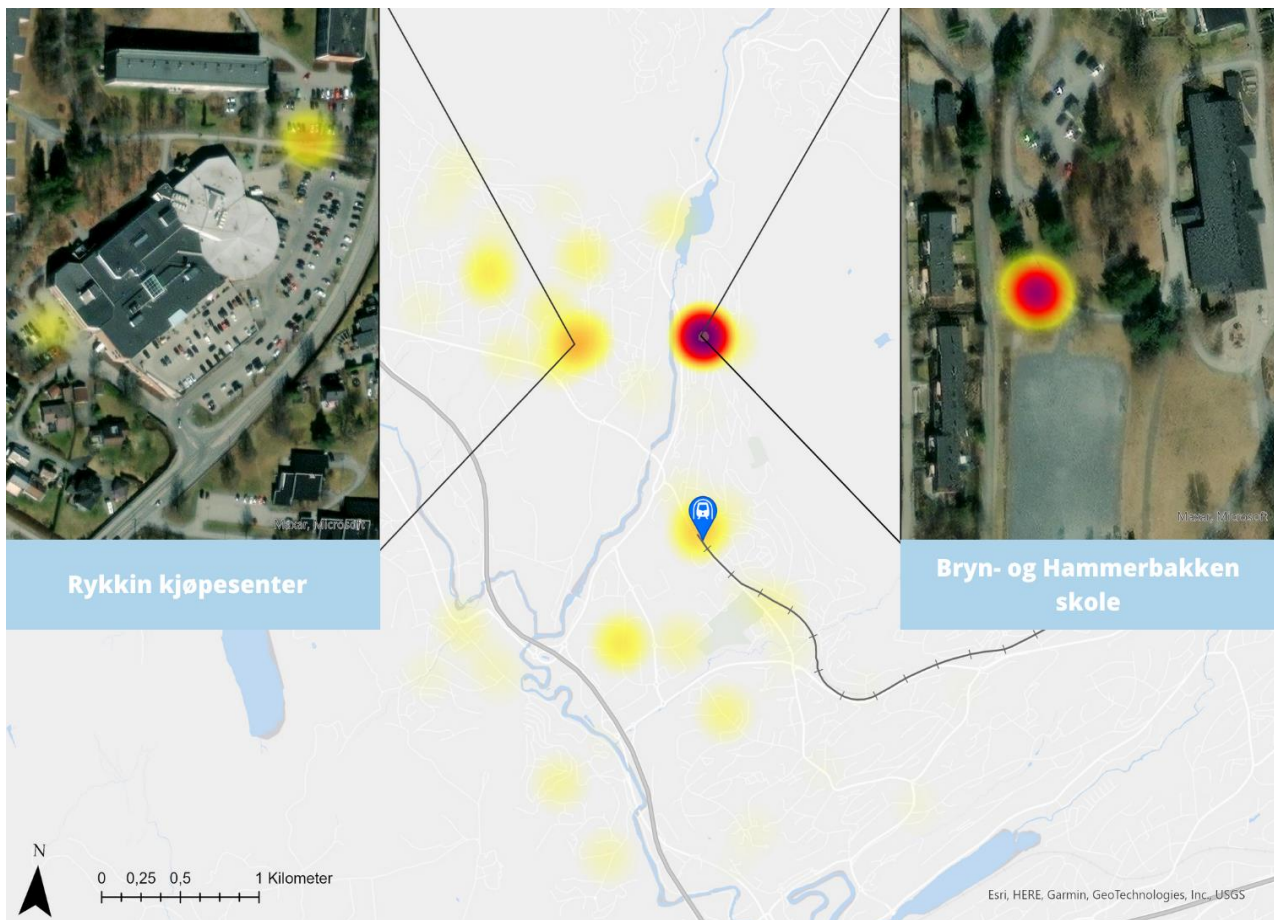 Maxar, Microsoft
Rykkin kjøpesenter
Maxar, Microsoft
Bryn- og Hammerbakken
skole
N
0 0,25 0,5 1 Kilometer
Esri, HERE, Garmin, GeoTechnologies, Inc., USGS